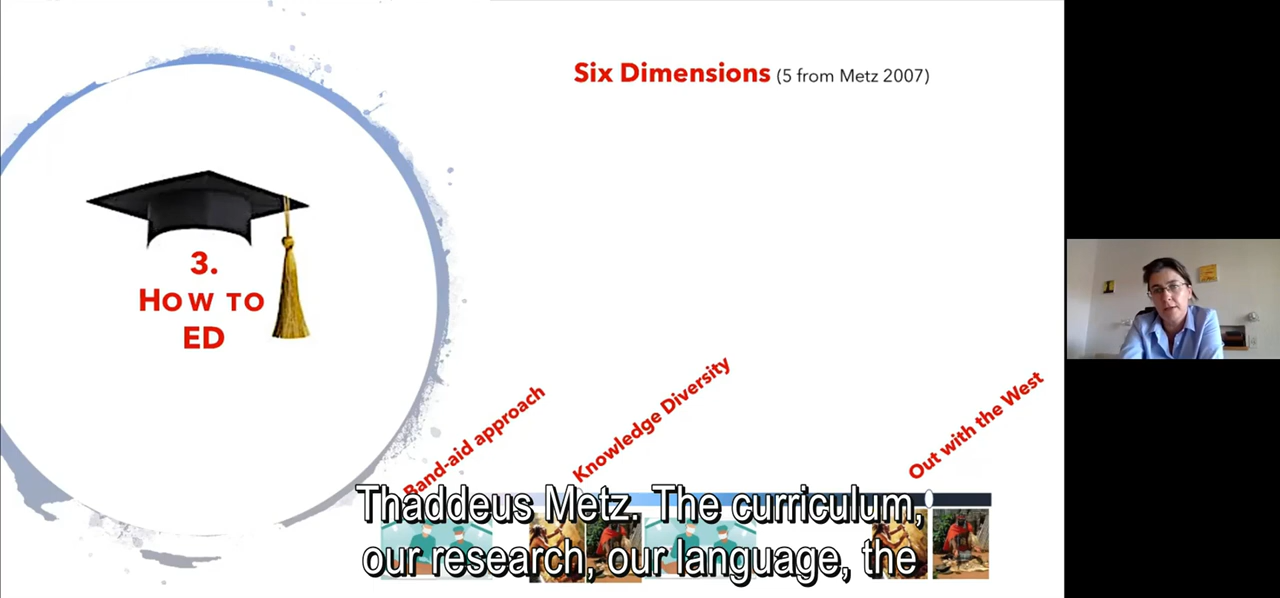 Six Dimensions (5 from Metz 2007)
3.
HOW TO
ED
Band-aid approach
Knowledge Diversity
Out with the West
Thaddeus Metz. The curriculum,
our research, our language, the